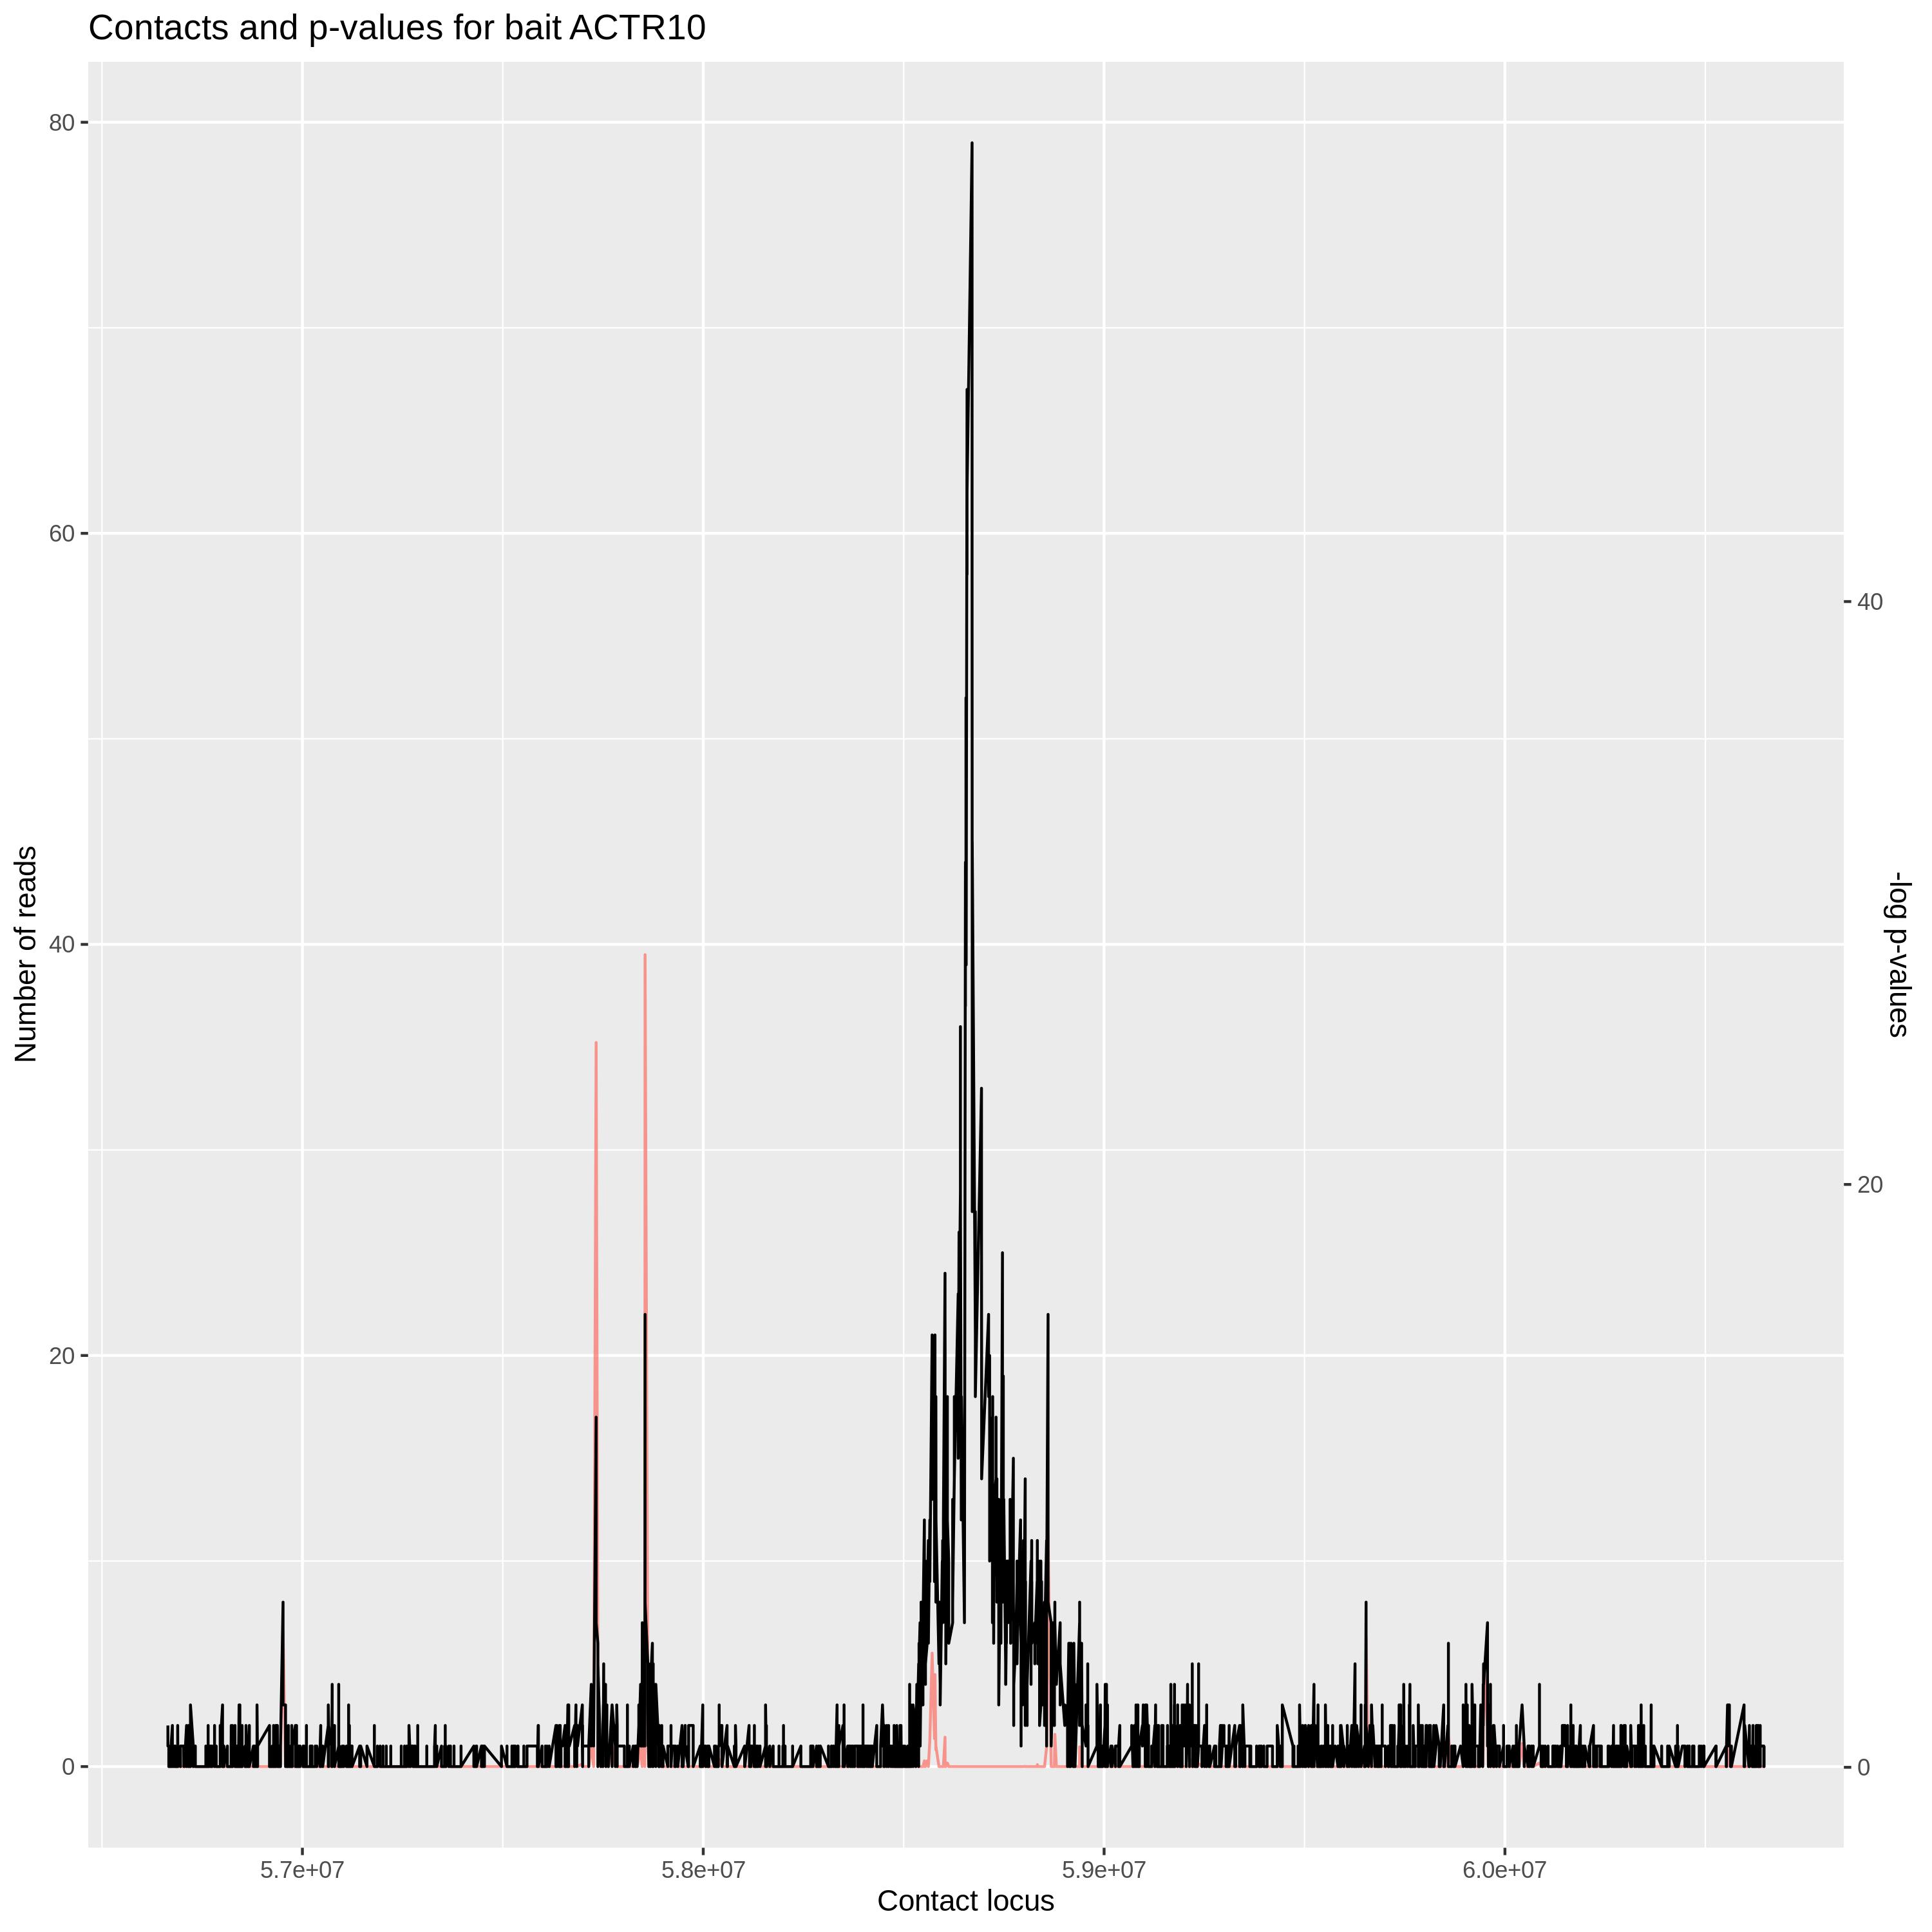 Contacts and p-values for bait ACTR10
80
60
40
20
0
Number of reads
40
20
0
-log p-values
5.7e+07
5.8e+07
5.9e+07
6.0e+07
Contact locus